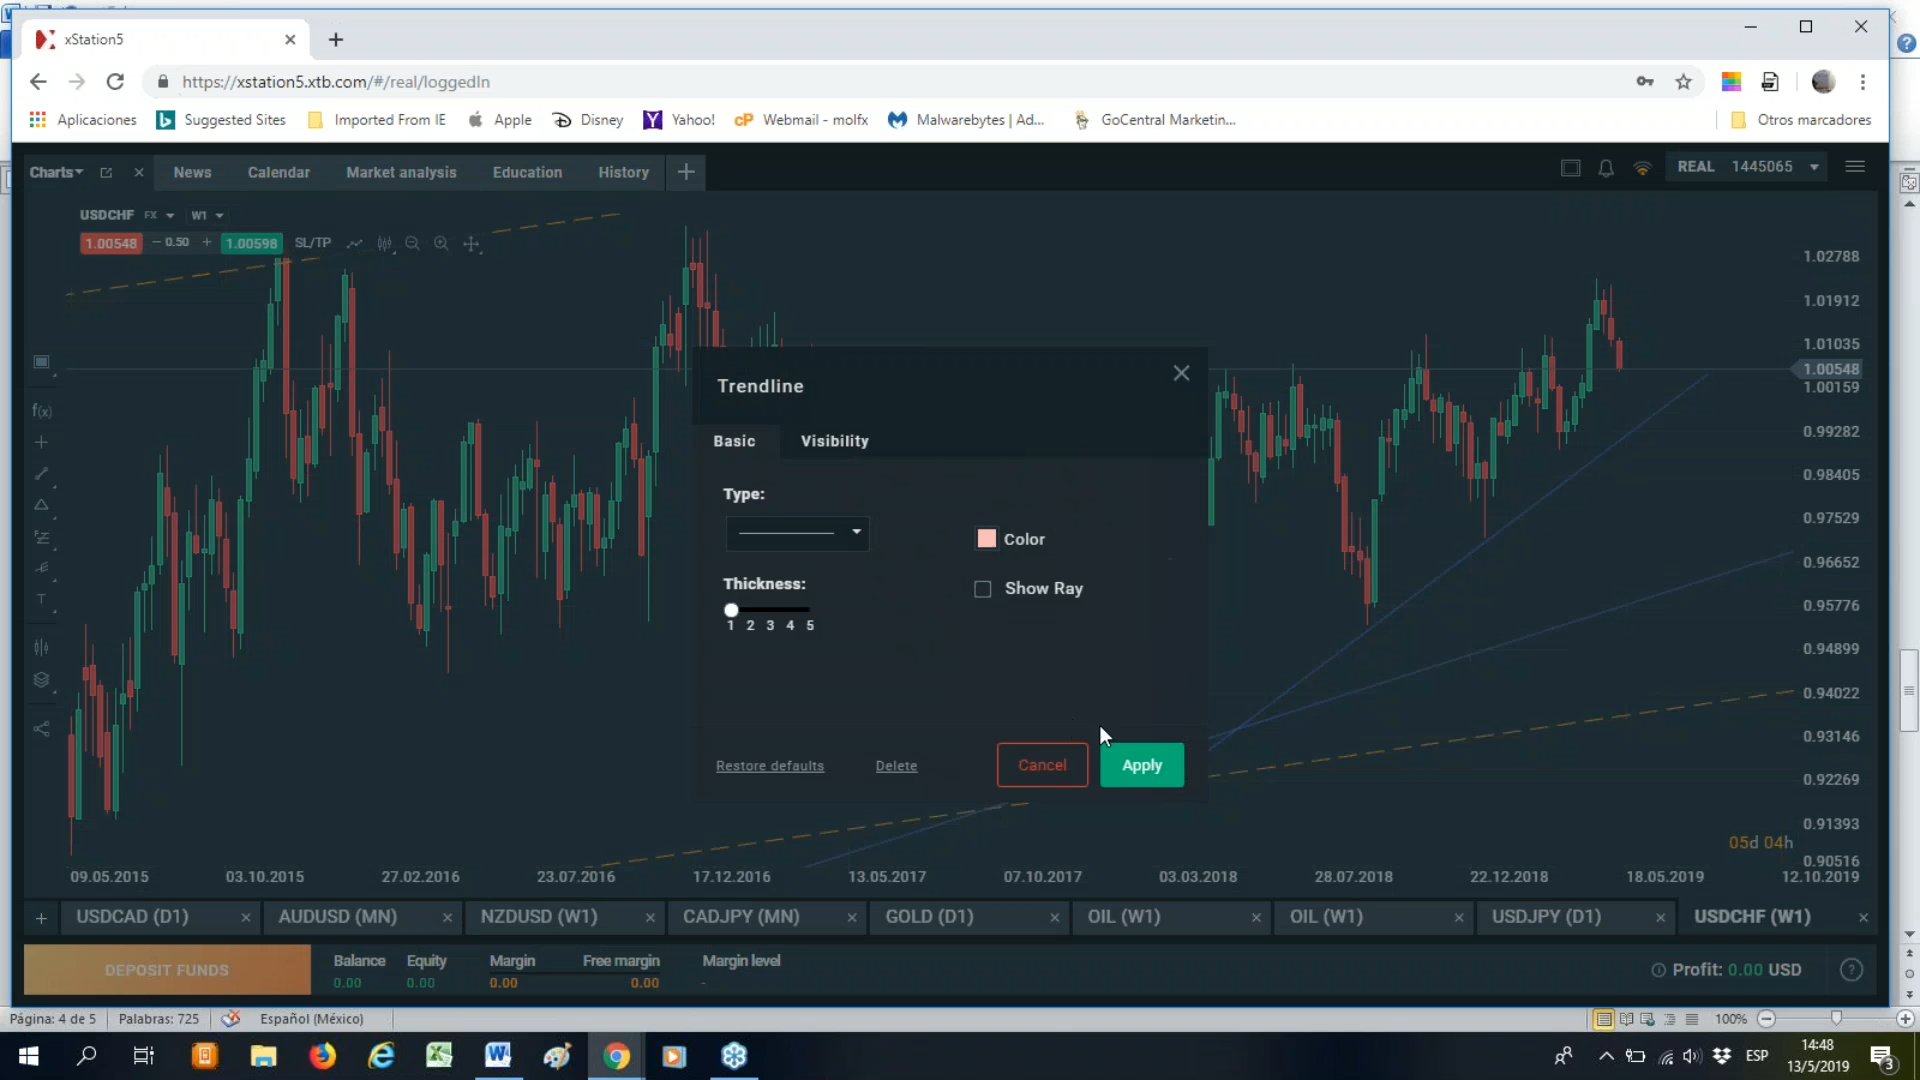 xStation5
https://xstation5.xtb.com/#/real/loggedIn
Aplicaciones Suggested Sites Imported From IE Apple Disney Yahoo! Webmail - molfx Malwarebytes | Ad... GoCentral Marketin... Otros marcadores
Charts News Calendar Market analysis Education History REAL 1445065
USDCHF FX W1
1.00548 - 0.50 + 1.00598 SL/TP
1.02788
1.01912
1.01035
1.00548
1.00159
0.99282
0.98405
0.97529
0.96652
0.95776
0.94899
0.94022
0.93146
0.92269
0.91393
0.90516
f(x)
T
Trendline
Basic Visibility
Type:
Color
Thickness:
Show Ray
1 2 3 4 5
Restore defaults Delete Cancel Apply
05d 04h
09.05.2015 03.10.2015 27.02.2016 23.07.2016 17.12.2016 13.05.2017 07.10.2017 03.03.2018 28.07.2018 22.12.2018 18.05.2019 12.10.2019
USDCAD (D1) AUDUSD (MN) NZDUSD (W1) CADJPY (MN) GOLD (D1) OIL (W1) OIL (W1) USDJPY (D1) USDCHF (W1)
DEPOSIT FUNDS
Balance Equity Margin Free margin Margin level
0.00 0.00 0.00 0.00 -
Profit: 0.00 USD
Página: 4 de 5 Palabras: 725 Español (México) 100%
ESP
14:48
13/5/2019
3